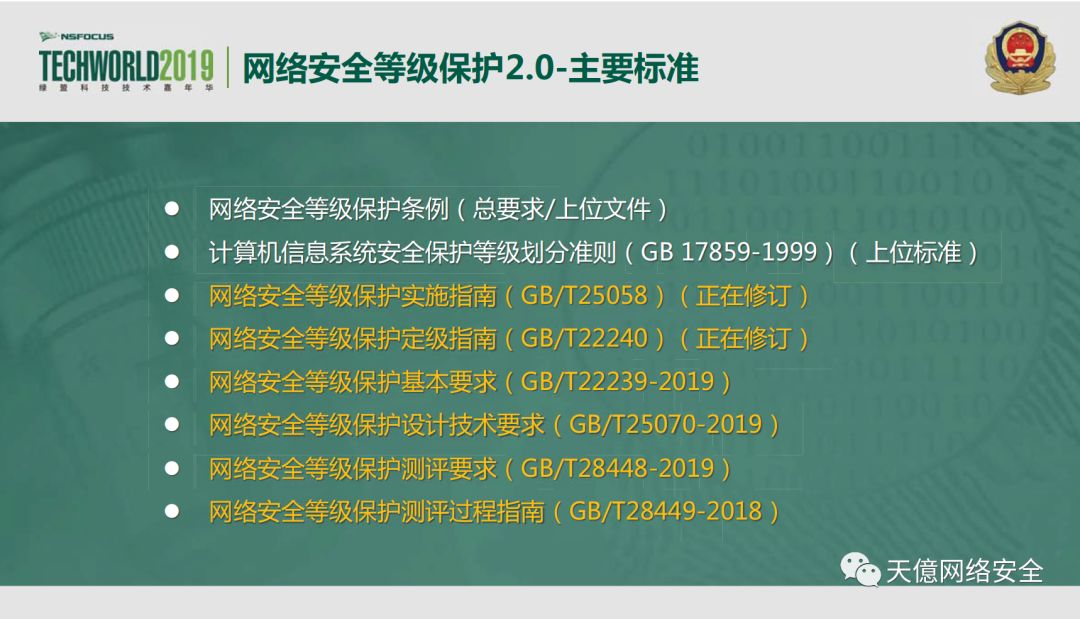 NSFOCUS
TECHWORLD2019
绿盟科技技术嘉年华
网络安全等级保护2.0-主要标准
● 网络安全等级保护条例（总要求/上位文件）
● 计算机信息系统安全保护等级划分准则（GB 17859-1999）（上位标准）
● 网络安全等级保护实施指南（GB/T25058）（正在修订）
● 网络安全等级保护定级指南（GB/T22240）（正在修订）
● 网络安全等级保护基本要求（GB/T22239-2019）
● 网络安全等级保护设计技术要求（GB/T25070-2019）
● 网络安全等级保护测评要求（GB/T28448-2019）
● 网络安全等级保护测评过程指南（GB/T28449-2018）
天億网络安全